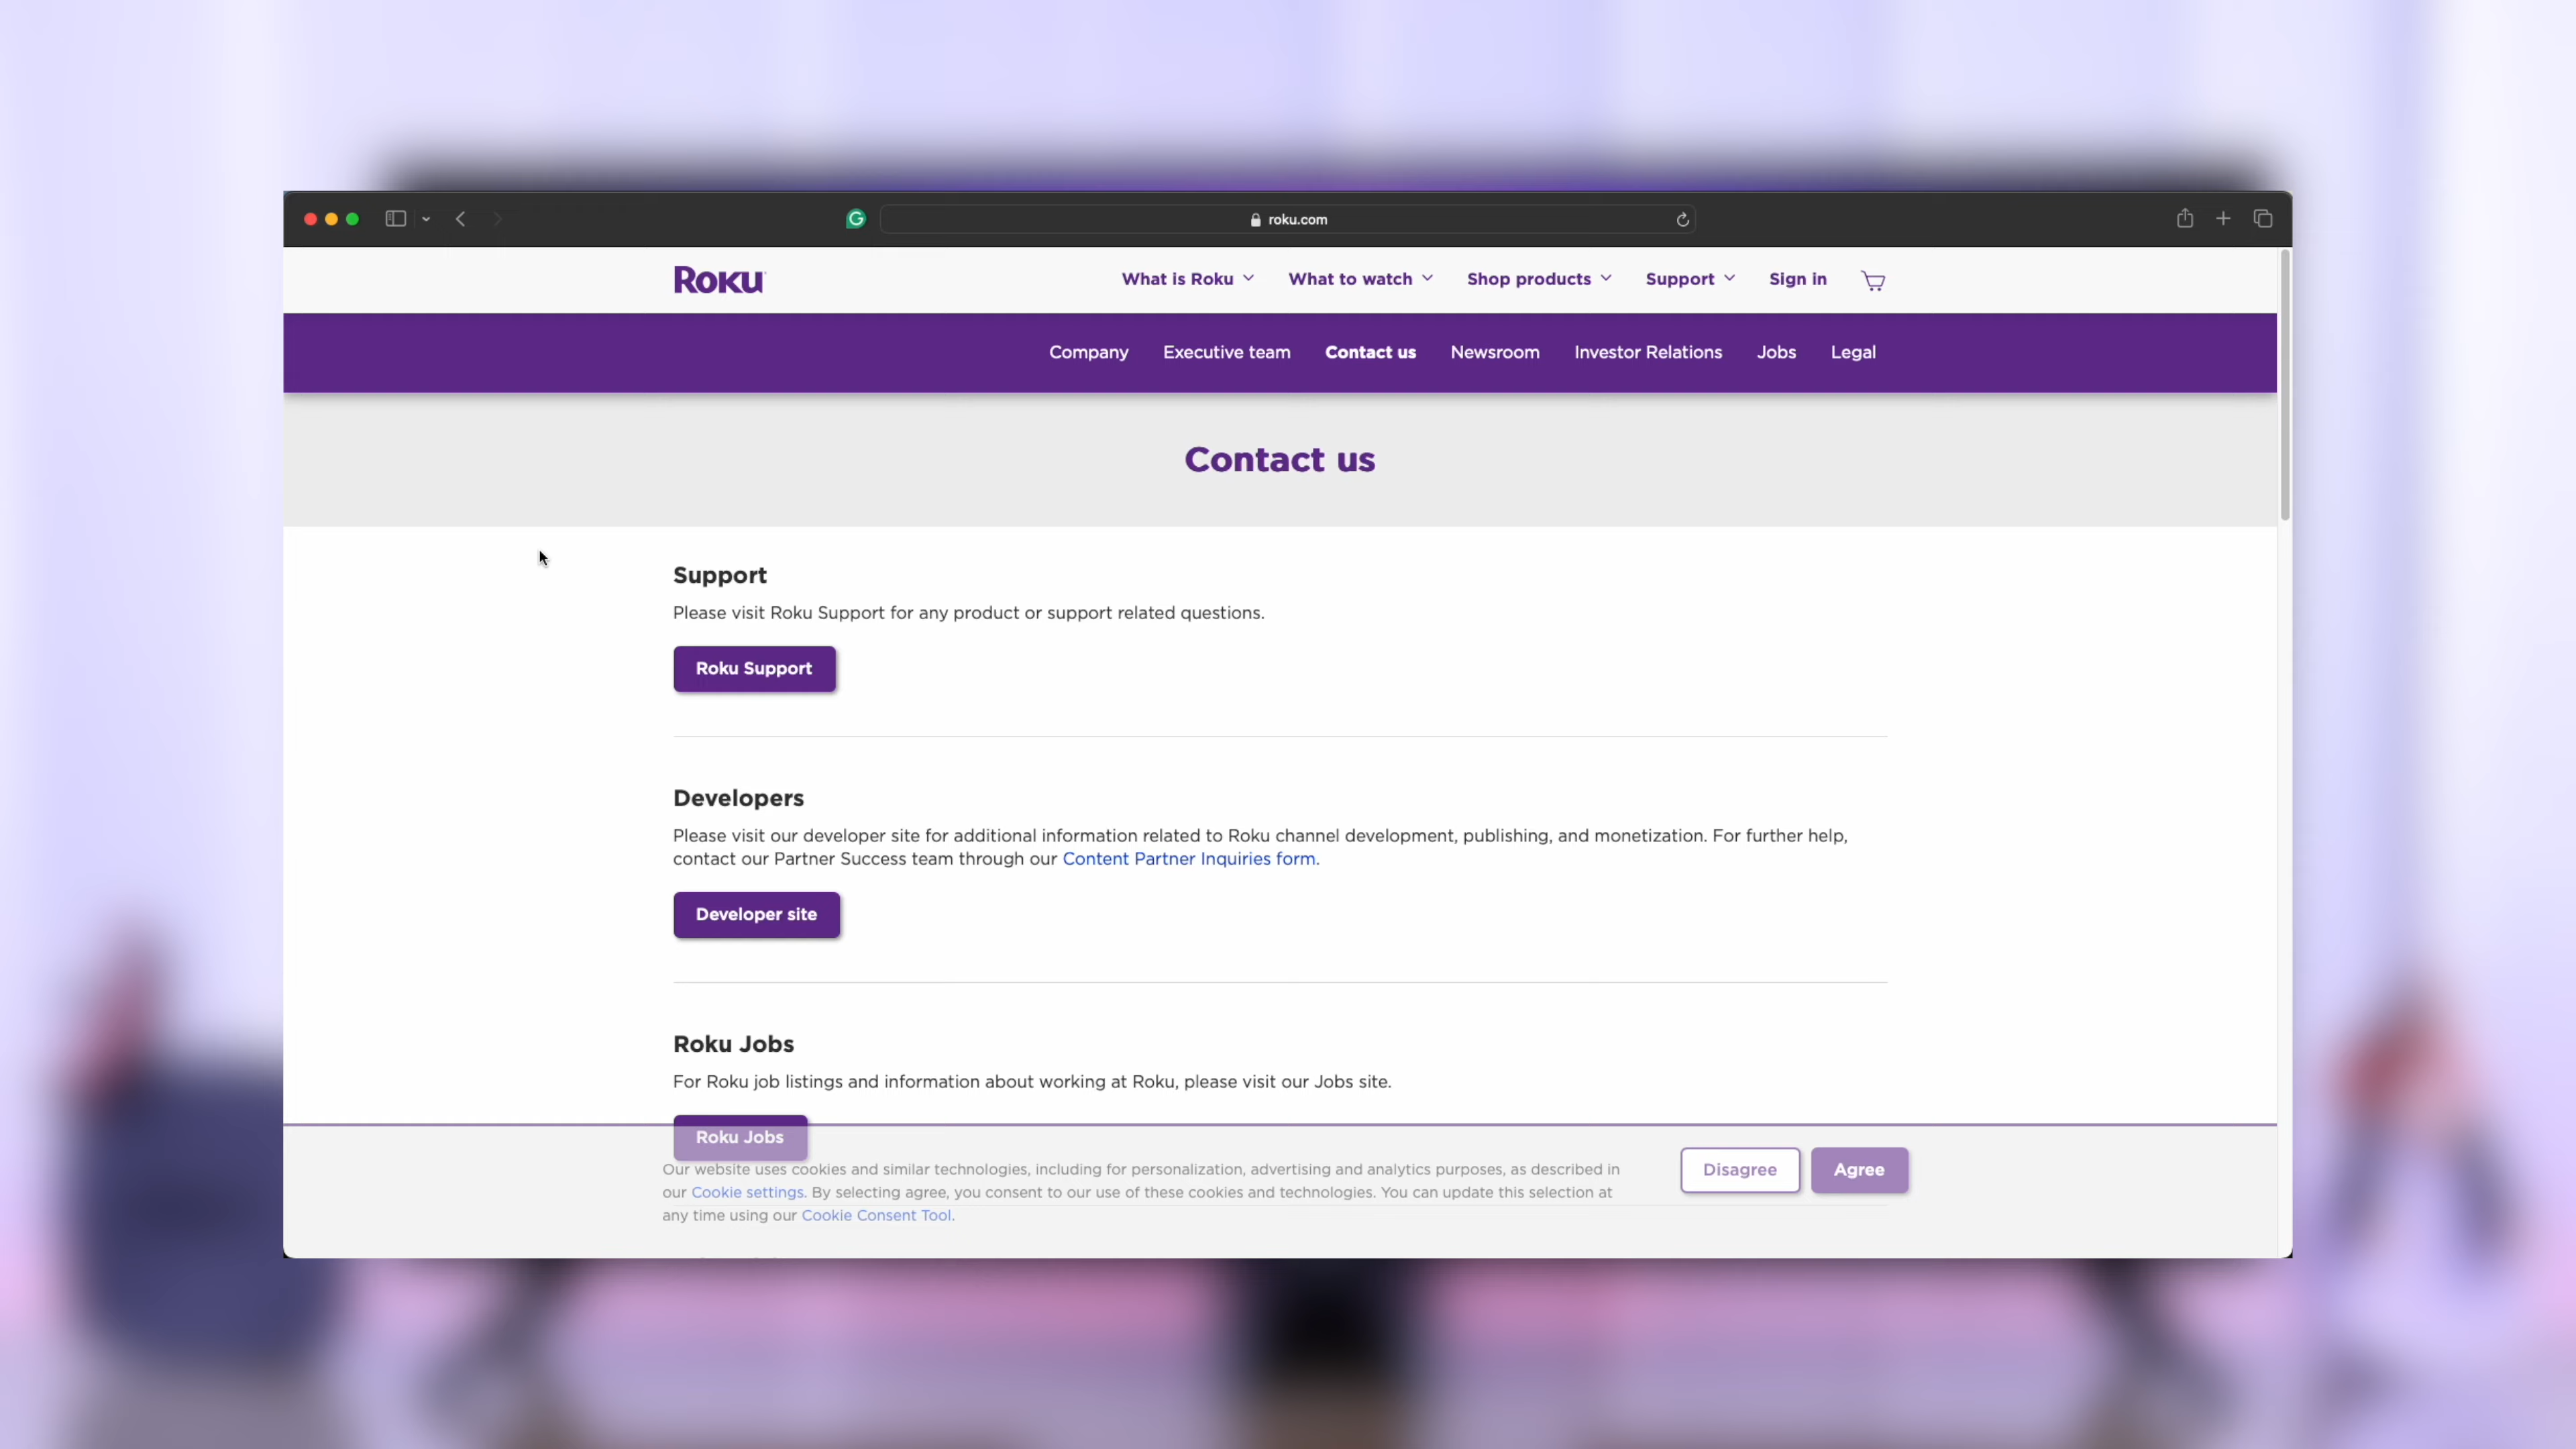 roku.com
Roku
What is Roku
What to watch
Shop products
Support
Sign in
Company
Executive team
Contact us
Newsroom
Investor Relations
Jobs
Legal
Contact us
Support
Please visit Roku Support for any product or support related questions.
Roku Support
Developers
Please visit our developer site for additional information related to Roku channel development, publishing, and monetization. For further help,
contact our Partner Success team through our Content Partner Inquiries form.
Developer site
Roku Jobs
For Roku job listings and information about working at Roku, please visit our Jobs site.
Roku Jobs
Our website uses cookies and similar technologies, including for personalization, advertising and analytics purposes, as described in
our Cookie settings. By selecting agree, you consent to our use of these cookies and technologies. You can update this selection at
any time using our Cookie Consent Tool.
Disagree
Agree